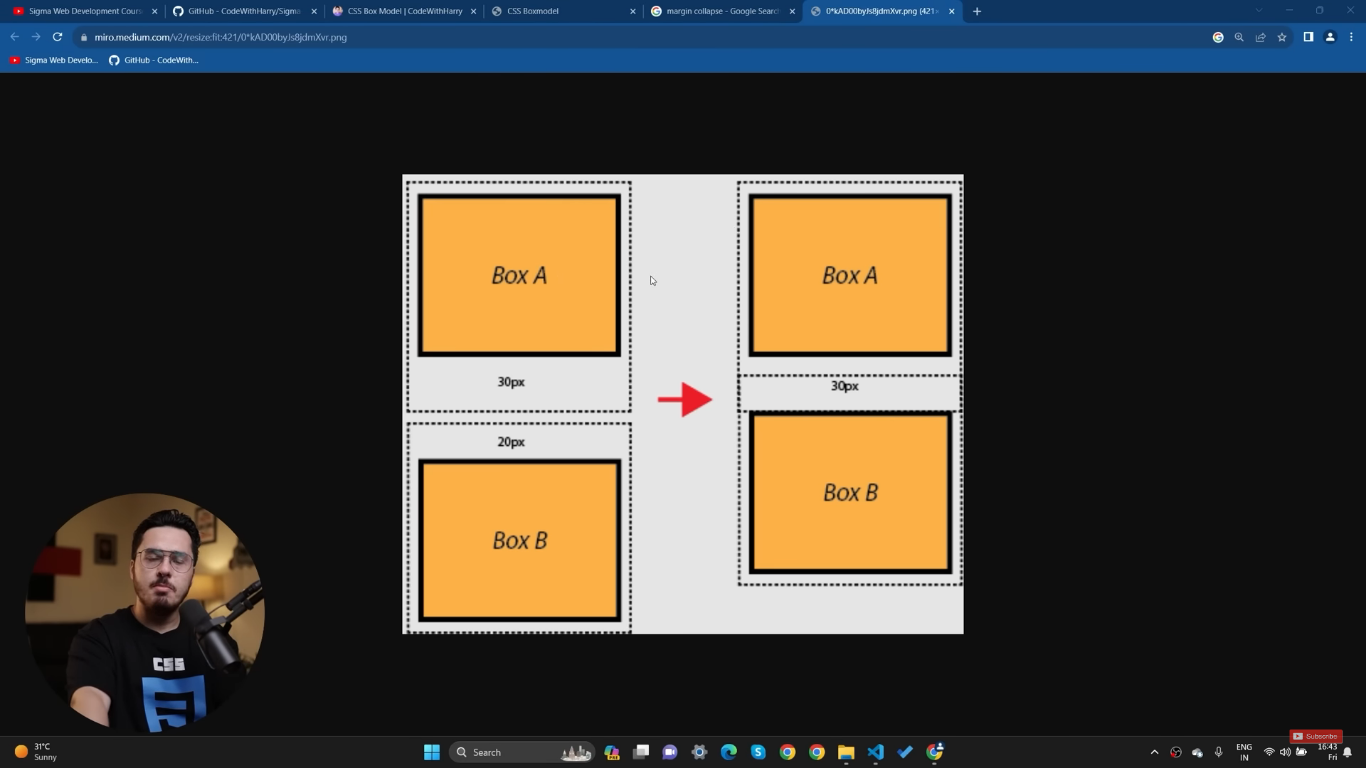 Sigma Web Development Cours
GitHub - CodeWithHarry/Sigma
CSS Box Model | CodeWithHarry
CSS Boxmodel
margin collapse - Google Search
0*kAD00byJs8jdmXvr.png (421×
miro.medium.com/v2/resize:fit:421/0*kAD00byJs8jdmXvr.png
Sigma Web Develo...
GitHub - CodeWith...
Box A
Box A
30px
30px
20px
Box B
Box B
CSS
Subscribe
31°C
Sunny
Search
ENG
IN
16:43
Fri